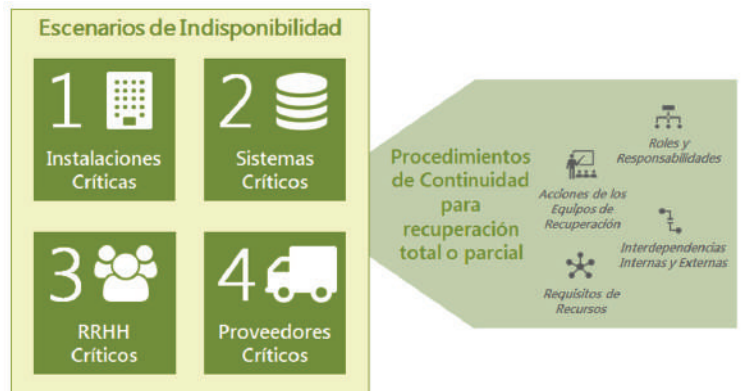 Escenarios de Indisponibilidad
1
Instalaciones
Críticas
2
Sistemas
Críticos
3
RRHH
Críticos
4
Proveedores
Críticos
Procedimientos
de Continuidad
para
recuperación
total o parcial
Roles y
Responsabilidades
Acciones de los
Equipos de
Recuperación
Interdependencias
Internas y Externas
Requisitos de
Recursos